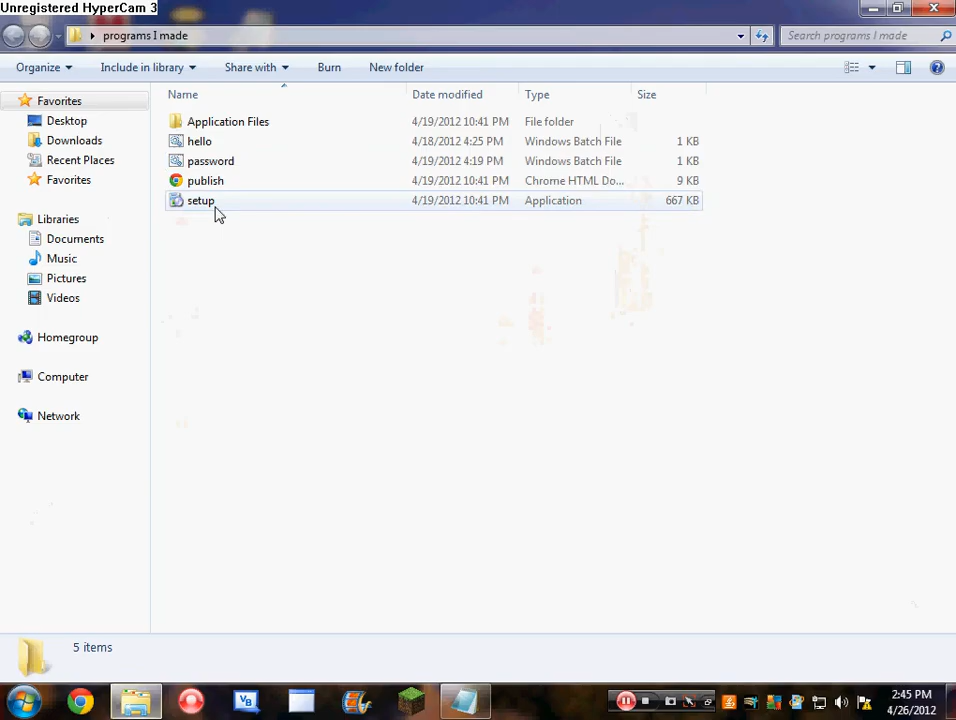 Unregistered HyperCam 3
programs I made
Search programs I made
Organize Include in library Share with Burn New folder
Name Date modified Type Size
Favorites
Desktop
Downloads
Recent Places
Favorites
Libraries
Documents
Music
Pictures
Videos
Homegroup
Computer
Network
Application Files 4/19/2012 10:41 PM File folder
hello 4/18/2012 4:25 PM Windows Batch File 1 KB
password 4/19/2012 4:19 PM Windows Batch File 1 KB
publish 4/19/2012 10:41 PM Chrome HTML Do... 9 KB
setup 4/19/2012 10:41 PM Application 667 KB
5 items
VB
2:45 PM
4/26/2012